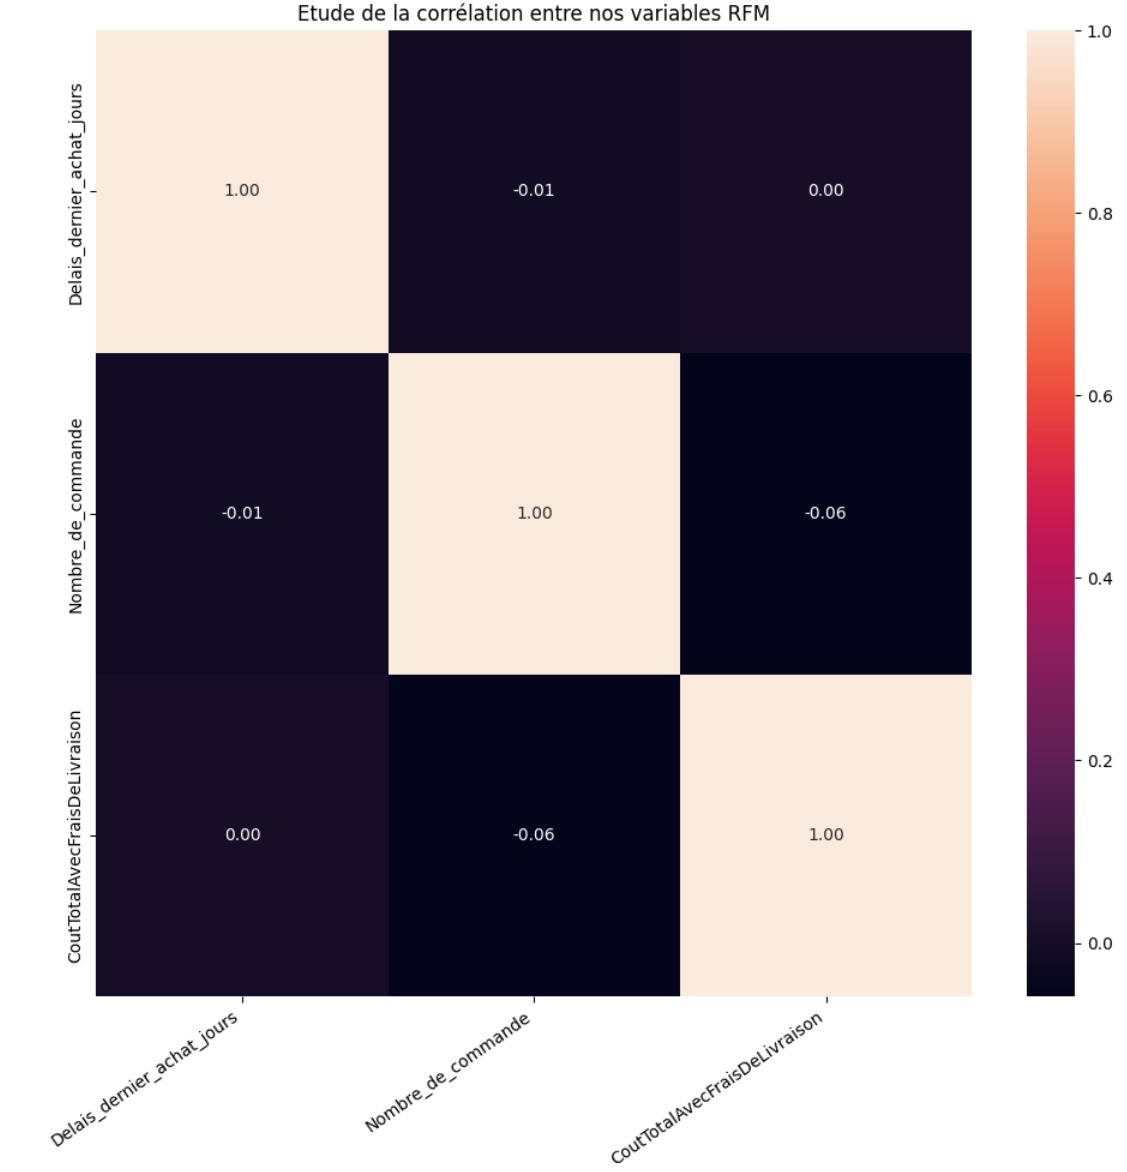 Etude de la corrélation entre nos variables RFM
Delais_dernier_achat_jours
1.00
-0.01
0.00
Nombre_de_commande
-0.01
1.00
-0.06
CoutTotalAvecFraisDeLivraison
0.00
-0.06
1.00
Delais_dernier_achat_jours
Nombre_de_commande
CoutTotalAvecFraisDeLivraison
1.0
0.8
0.6
0.4
0.2
0.0